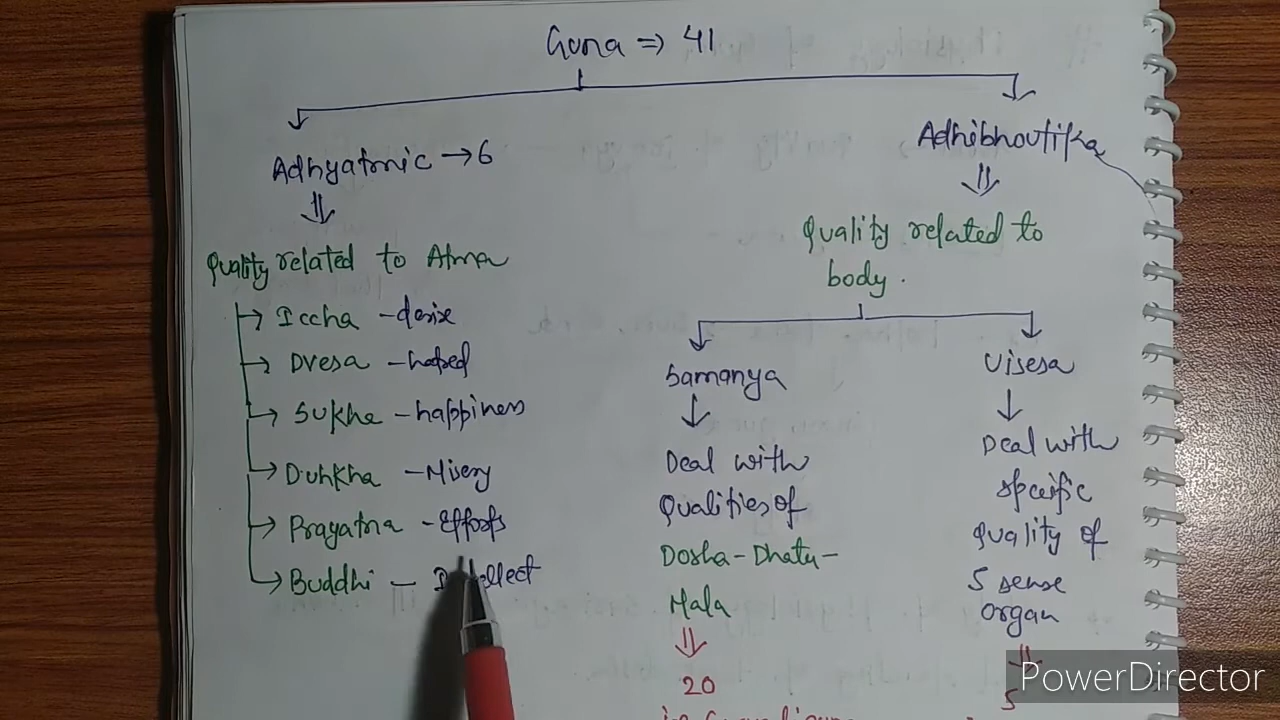 Guna => 41
Adhyatmic → 6
Adhibhoutika
Quality related to Atma
Quality related to
body.
Iccha - desire
Dvesa - hatred
Sukha - happiness
Duhkha - Misery
Prayatna - Efforts
Buddhi - Intellect
Samanya
Deal with
Qualities of
Dosha - Dhatu -
Mala
20
Visesa
Deal with
specific
quality of
5 sense
organ
5
PowerDirector